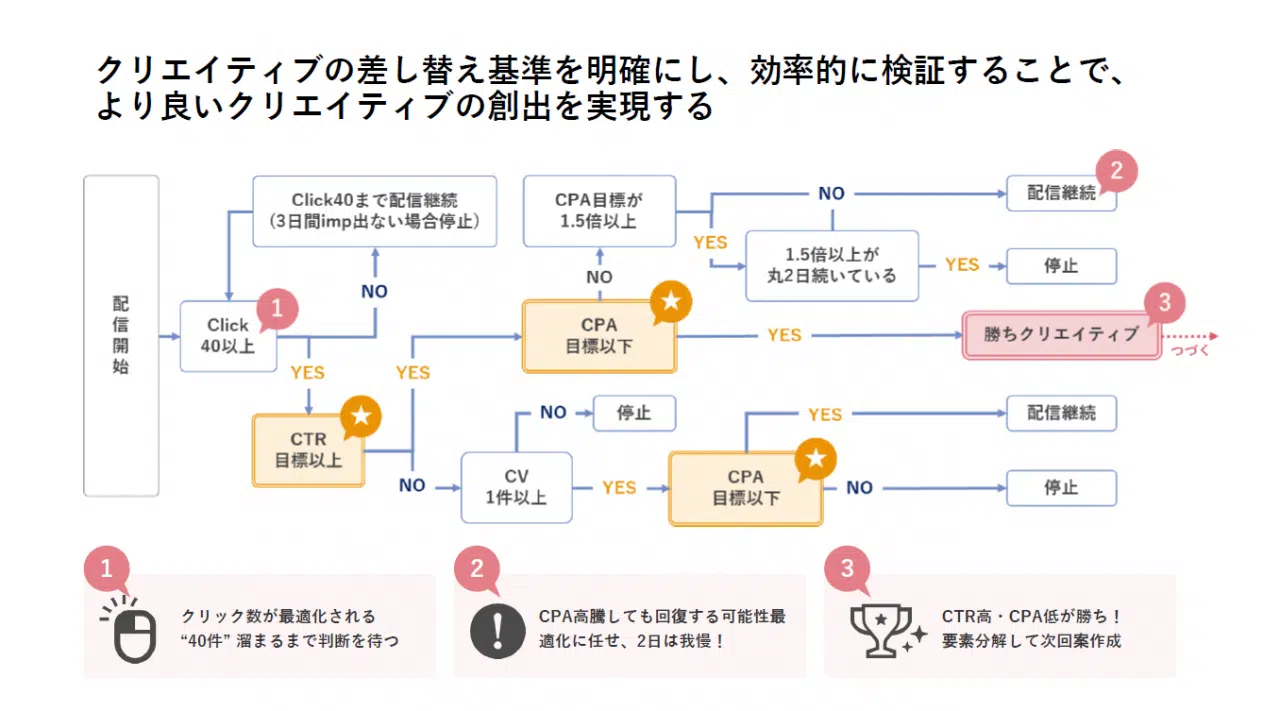 クリエイティブの差し替え基準を明確にし、効率的に検証することで、
より良いクリエイティブの創出を実現する
配信開始
Click
40以上
1
Click40まで配信継続
（3日間imp出ない場合停止）
NO
YES
CTR
目標以上
YES
NO
CPA
目標以下
NO
CPA目標が
1.5倍以上
NO
YES
1.5倍以上が
丸2日続いている
YES
配信継続
2
停止
YES
勝ちクリエイティブ
3
つづく
CV
1件以上
NO
停止
YES
CPA
目標以下
YES
配信継続
NO
停止
1
クリック数が最適化される
“40件” 溜まるまで判断を待つ
2
CPA高騰しても回復する可能性最
適化に任せ、2日は我慢！
3
CTR高・CPA低が勝ち！
要素分解して次回案作成